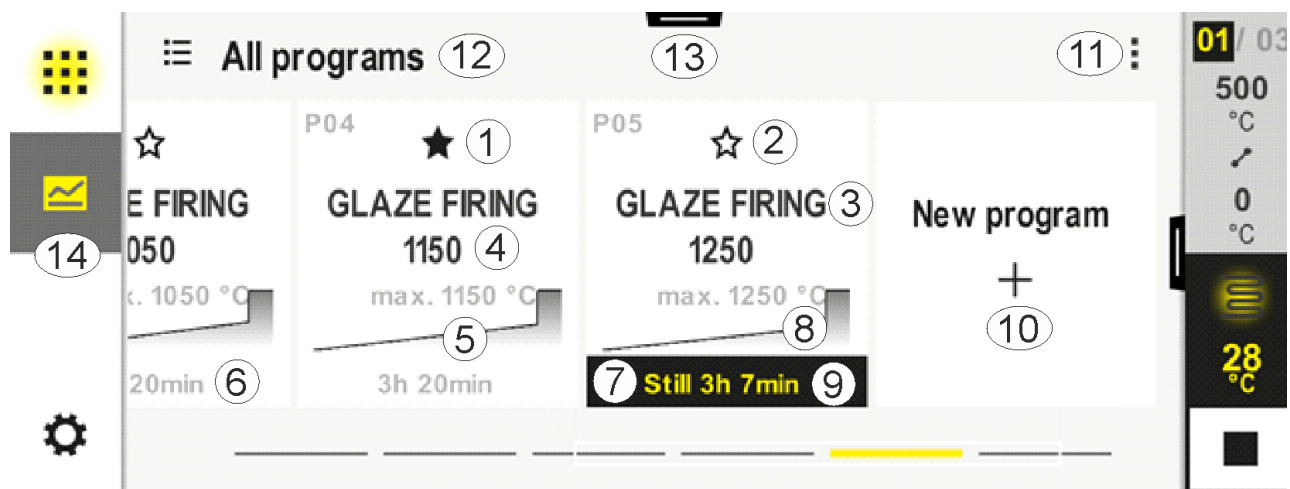 All programs 12
13
11
01 / 03
500
°C
0
°C
28
°C
14
E FIRING
050
x. 1050 °C
20min 6
P04
1
GLAZE FIRING
1150 4
max. 1150 °C
5
3h 20min
P05
2
GLAZE FIRING 3
1250
max. 1250 °C
8
7 Still 3h 7min 9
New program
+
10